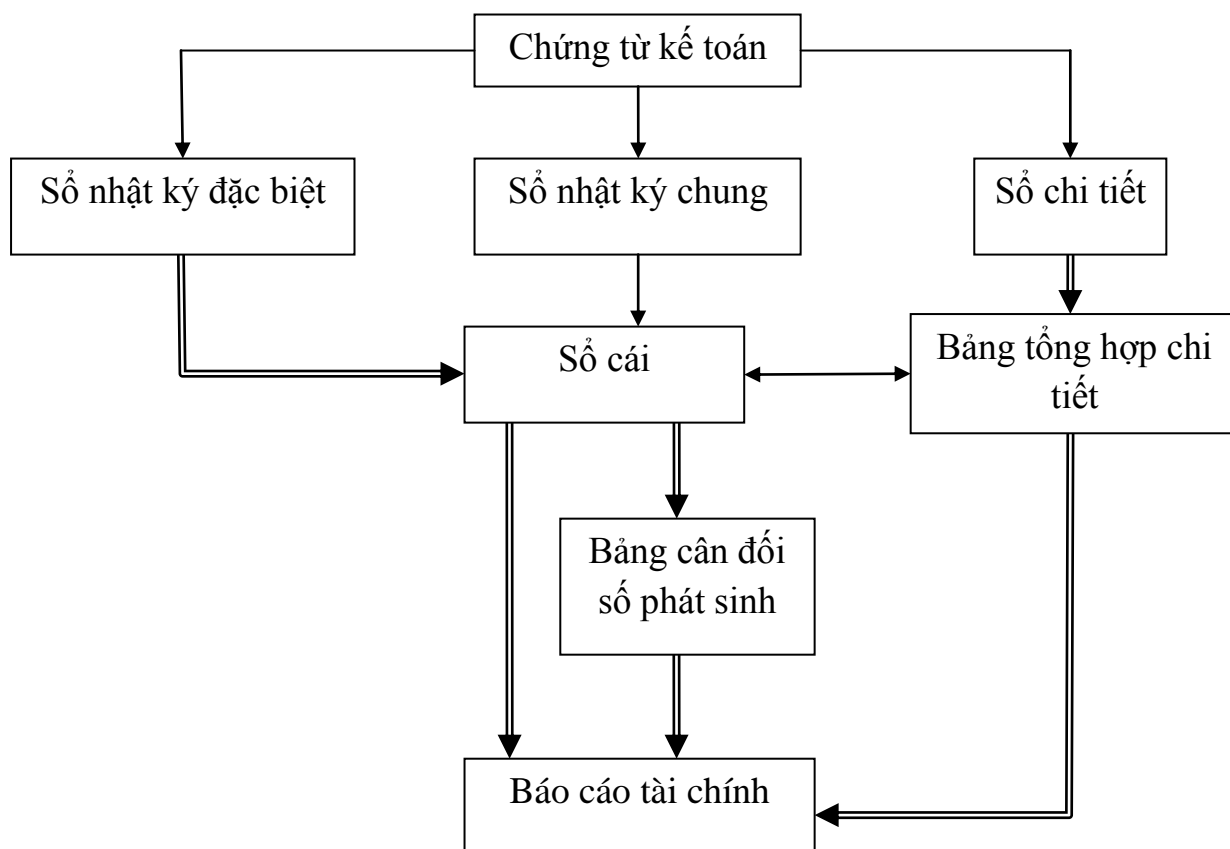 Chứng từ kế toán
Sổ nhật ký đặc biệt
Sổ nhật ký chung
Sổ chi tiết
Sổ cái
Bảng tổng hợp chi
tiết
Bảng cân đối
số phát sinh
Báo cáo tài chính